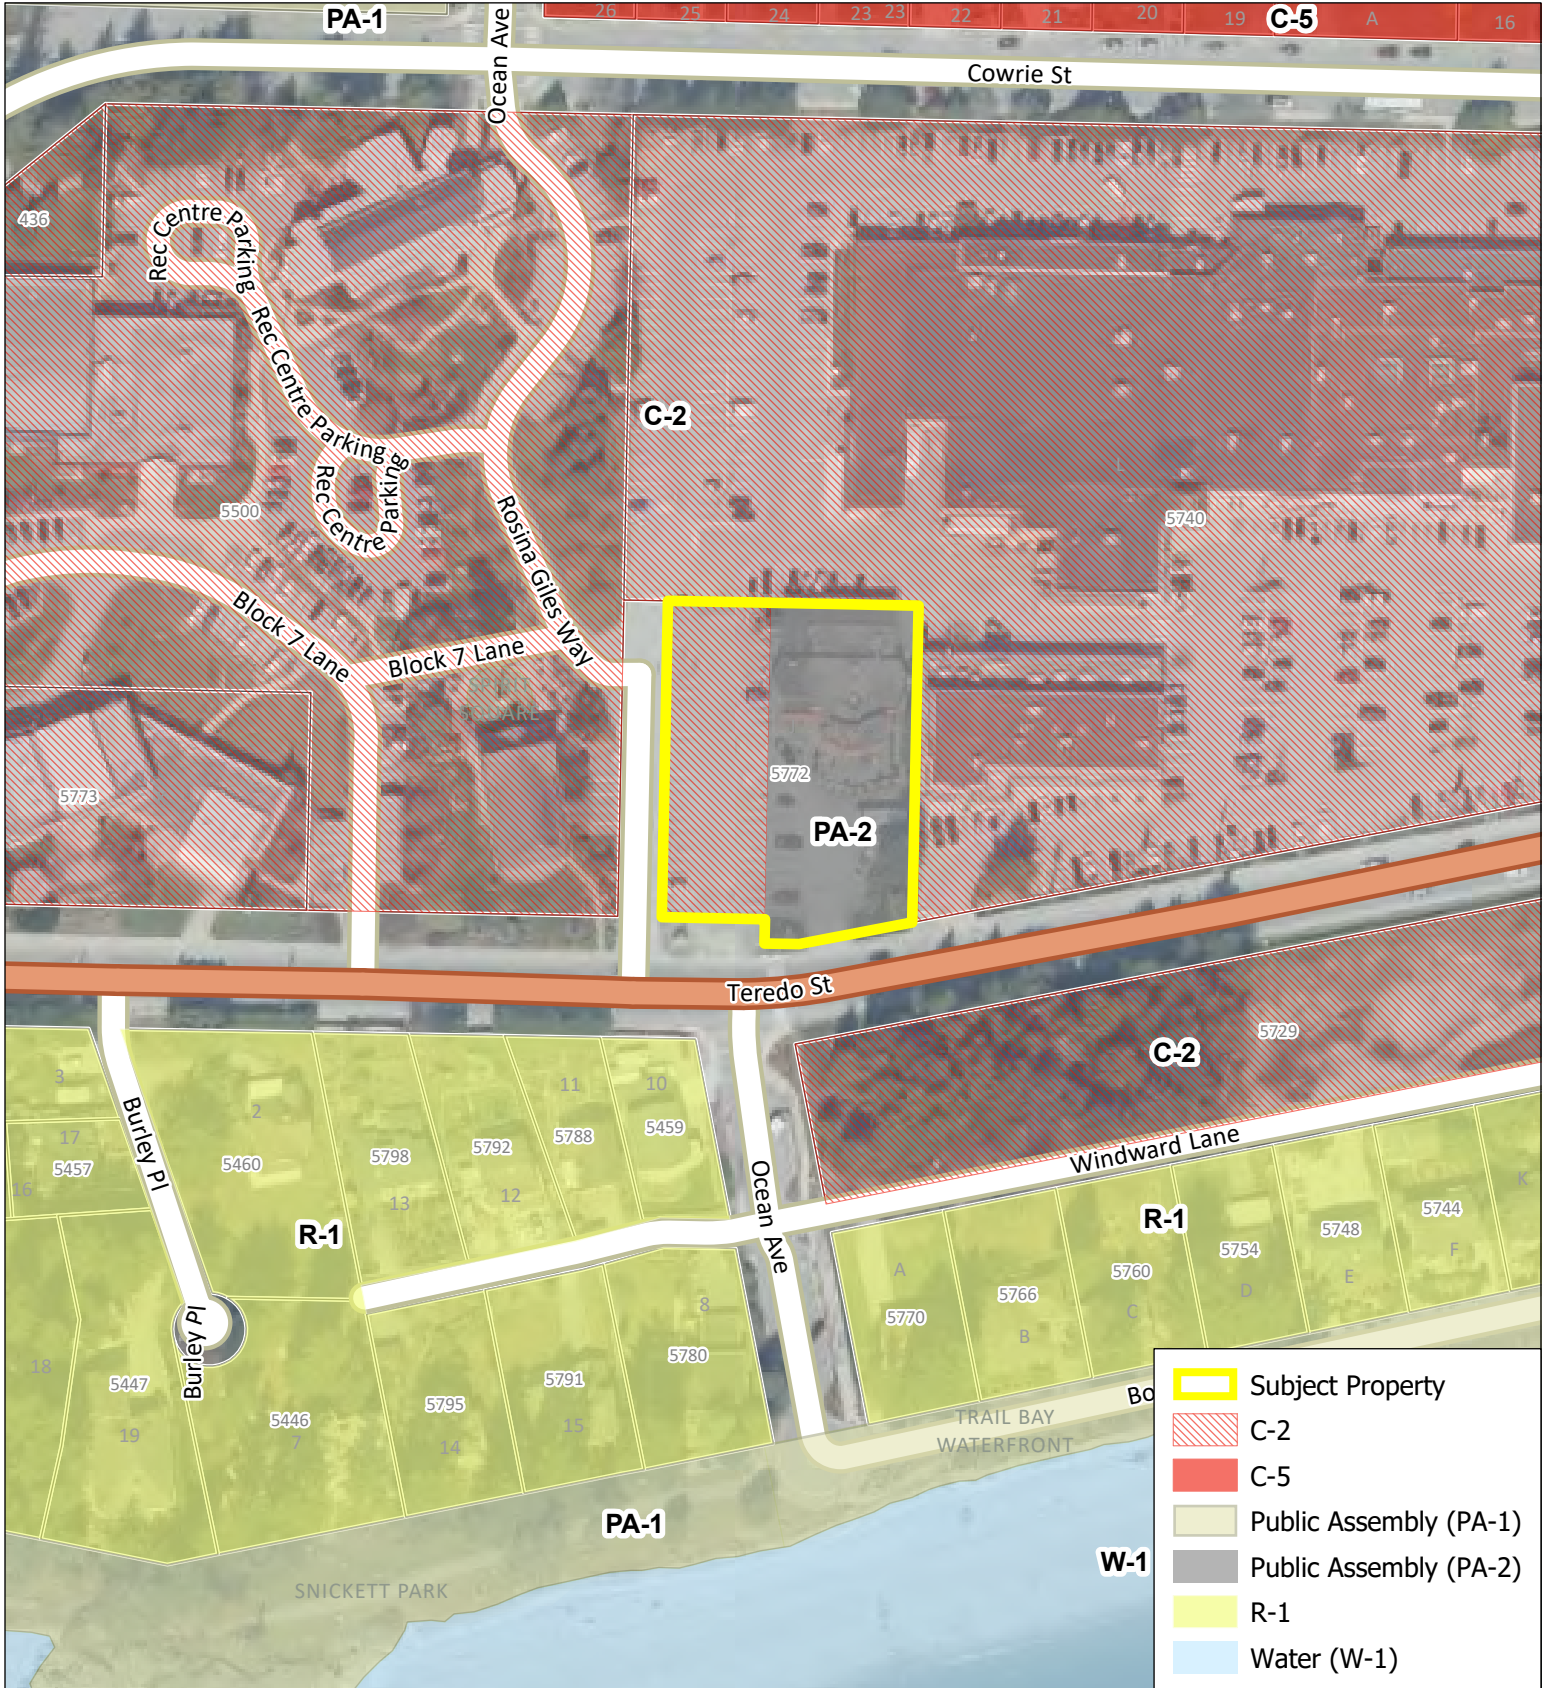 PA-1
Ocean Ave
26
25
24
23
23
22
21
20
19
C-5
A
16
Cowrie St
436
Rec Centre Parking
Rec Centre Parking
Rec Centre Parking
C-2
L
5500
5740
Rosina Giles Way
Block 7 Lane
Block 7 Lane
SPIRIT
SQUARE
5773
5772
PA-2
Teredo St
5729
C-2
3
2
11
10
17
5457
16
Burley Pl
5460
5798
13
5792
12
5788
5459
Ocean Ave
Windward Lane
R-1
R-1
A
5770
5766
B
5760
C
5754
D
5748
E
5744
F
K
18
5447
19
Burley Pl
5446
7
5795
14
5791
15
8
5780
Bo
TRAIL BAY
WATERFRONT
PA-1
SNICKETT PARK
W-1
Subject Property
C-2
C-5
Public Assembly (PA-1)
Public Assembly (PA-2)
R-1
Water (W-1)